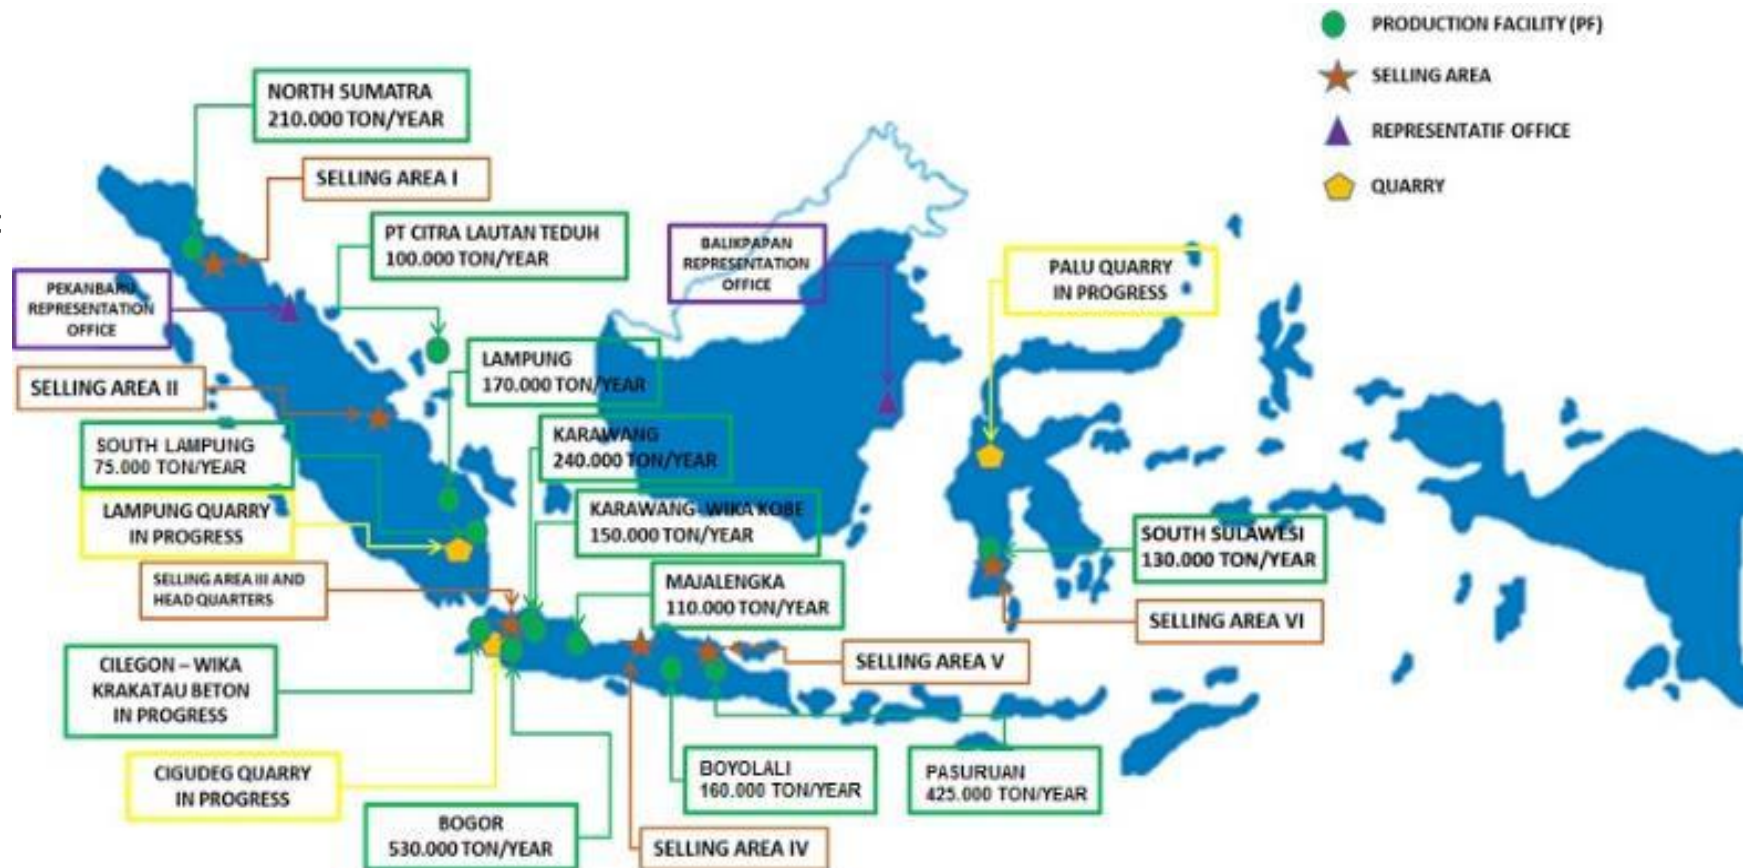 PRODUCTION FACILITY (PF)
SELLING AREA
REPRESENTATIF OFFICE
QUARRY
NORTH SUMATRA
210.000 TON/YEAR
SELLING AREA I
PT CITRA LAUTAN TEDUH
100.000 TON/YEAR
BALIKPAPAN
REPRESENTATION
OFFICE
PALU QUARRY
IN PROGRESS
PEKANBARU
REPRESENTATION
OFFICE
LAMPUNG
170.000 TON/YEAR
SELLING AREA II
SOUTH LAMPUNG
75.000 TON/YEAR
KARAWANG
240.000 TON/YEAR
LAMPUNG QUARRY
IN PROGRESS
KARAWANG-WIKA KOBE
150.000 TON/YEAR
SOUTH SULAWESI
130.000 TON/YEAR
SELLING AREA III AND
HEAD QUARTERS
MAJALENGKA
110.000 TON/YEAR
SELLING AREA VI
CILEGON – WIKA
KRAKATAU BETON
IN PROGRESS
SELLING AREA V
CIGUDEG QUARRY
IN PROGRESS
BOYOLALI
160.000 TON/YEAR
PASURUAN
425.000 TON/YEAR
BOGOR
530.000 TON/YEAR
SELLING AREA IV